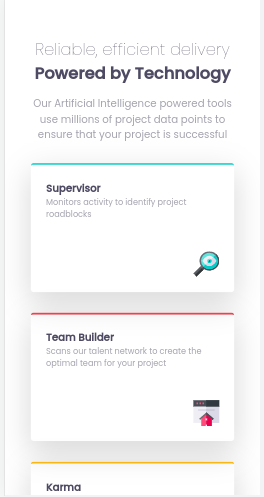 Reliable, efficient delivery
Powered by Technology
Our Artificial Intelligence powered tools
use millions of project data points to
ensure that your project is successful
Supervisor
Monitors activity to identify project
roadblocks
Team Builder
Scans our talent network to create the
optimal team for your project
Karma